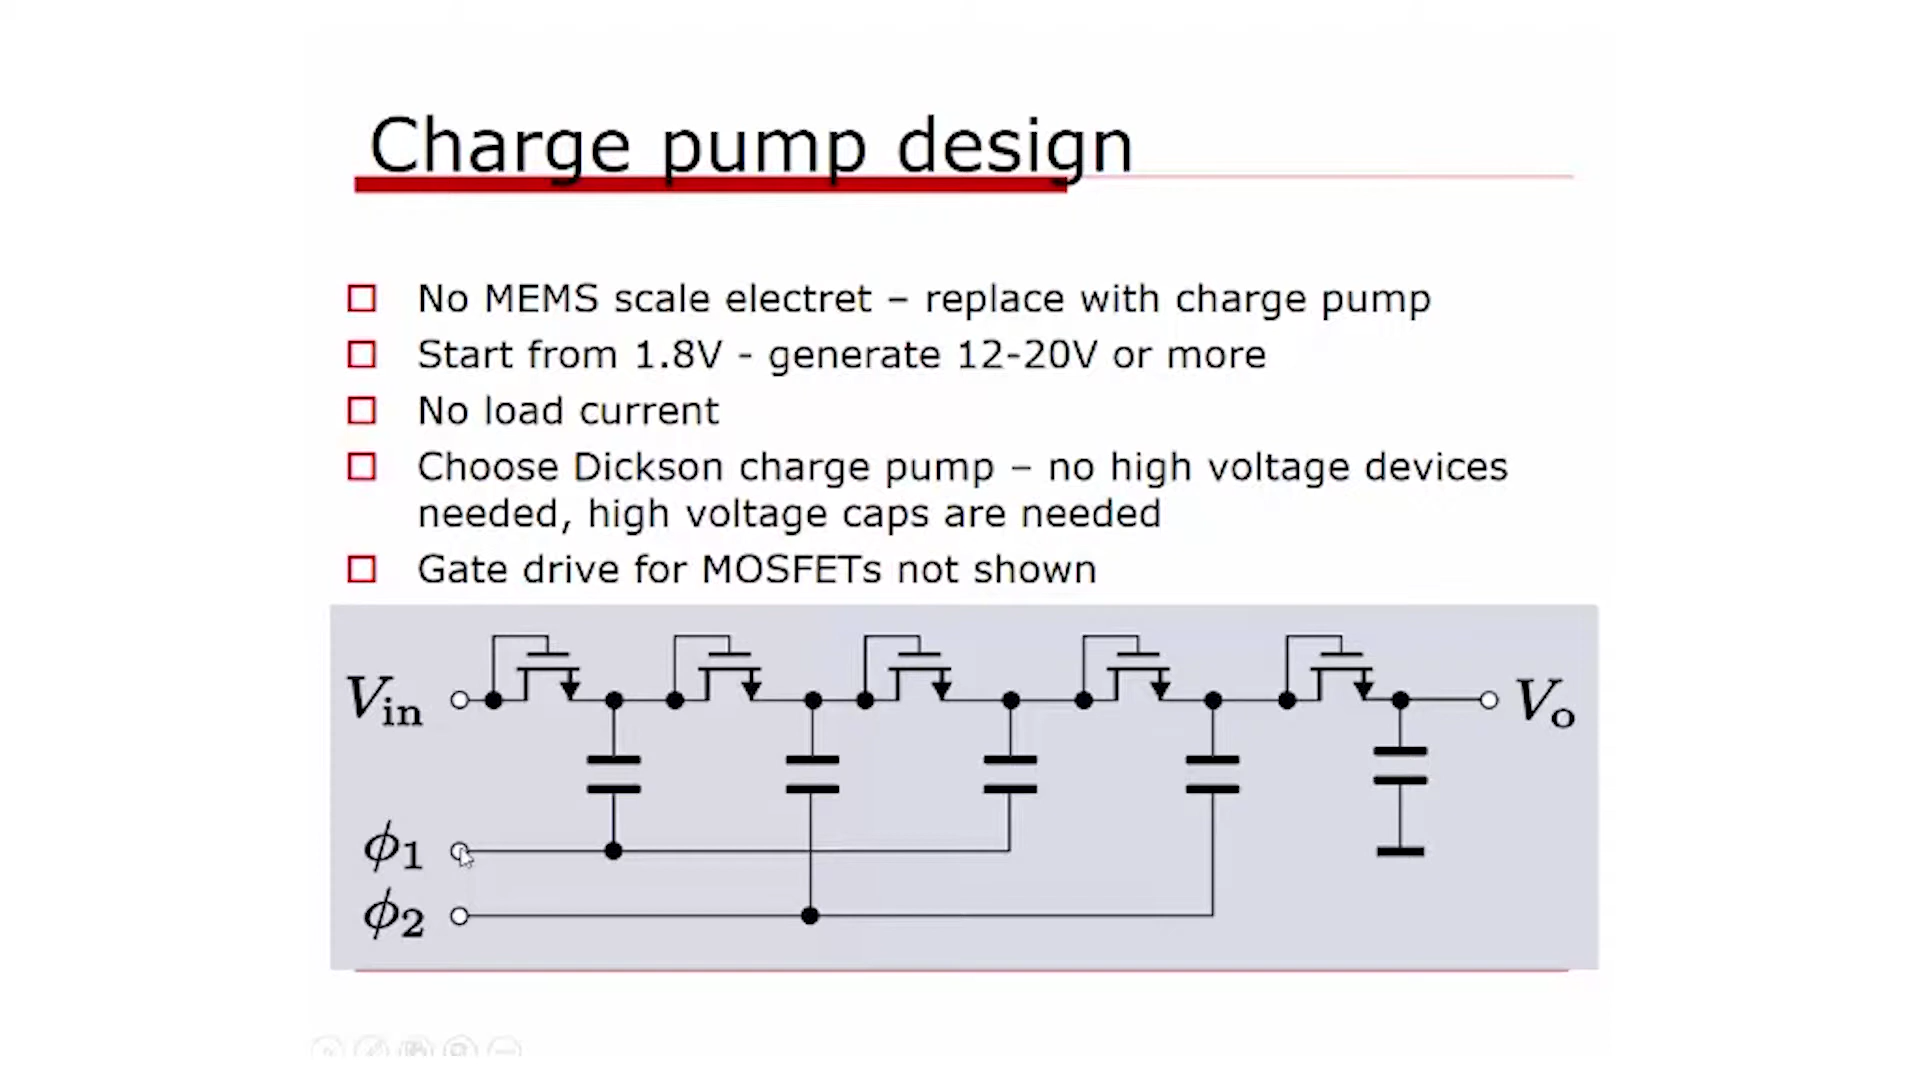 Charge pump design
No MEMS scale electret – replace with charge pump
Start from 1.8V - generate 12-20V or more
No load current
Choose Dickson charge pump – no high voltage devices
needed, high voltage caps are needed
Gate drive for MOSFETs not shown
Vin
Vo
ϕ1
ϕ2